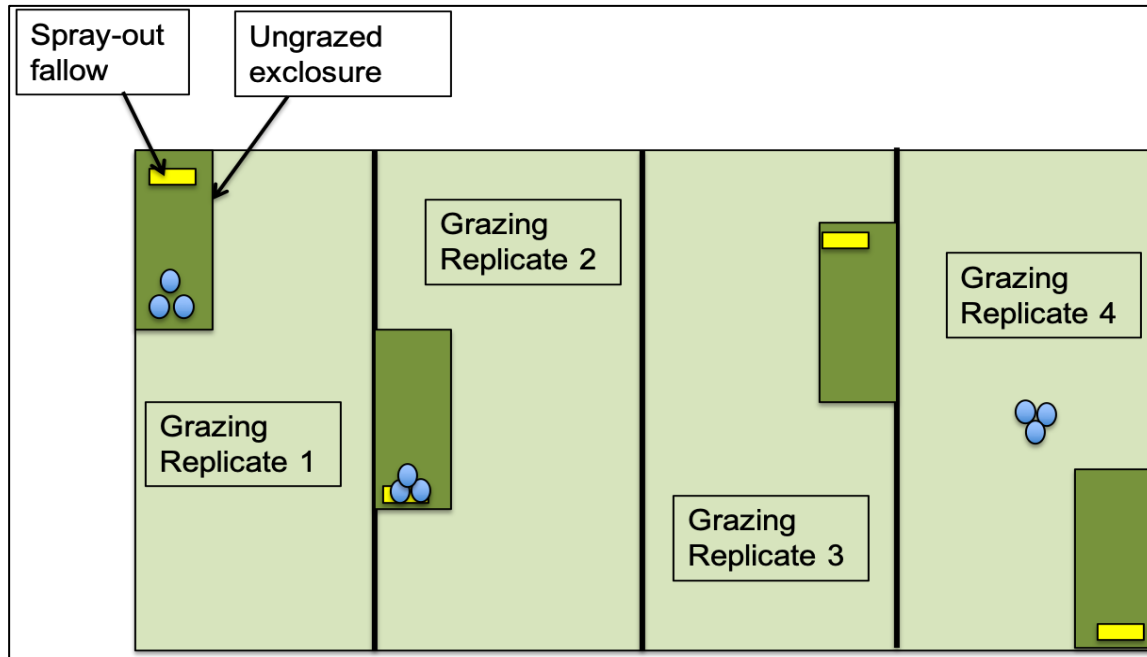 Spray-out
fallow
Ungrazed
exclosure
Grazing
Replicate 2
Grazing
Replicate 4
Grazing
Replicate 1
Grazing
Replicate 3